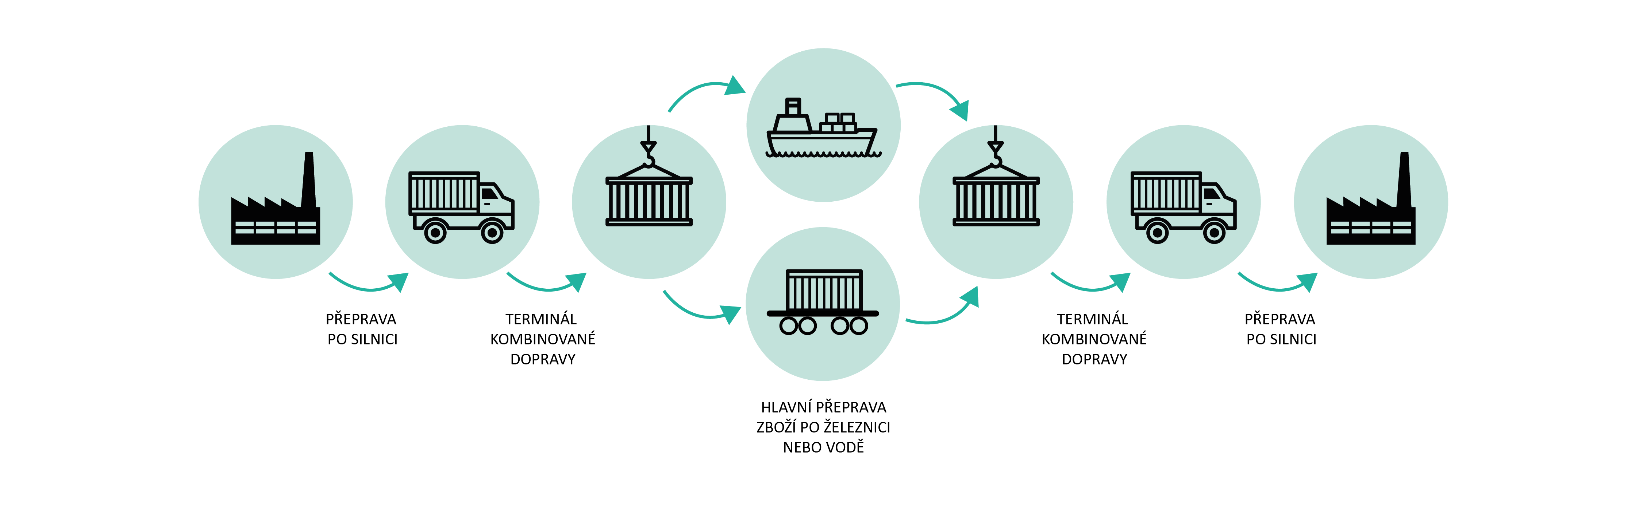 PŘEPRAVA
PO SILNICI
TERMINÁL
KOMBINOVANÉ
DOPRAVY
HLAVNÍ PŘEPRAVA
ZBOŽÍ PO ŽELEZNICI
NEBO VODĚ
TERMINÁL
KOMBINOVANÉ
DOPRAVY
PŘEPRAVA
PO SILNICI